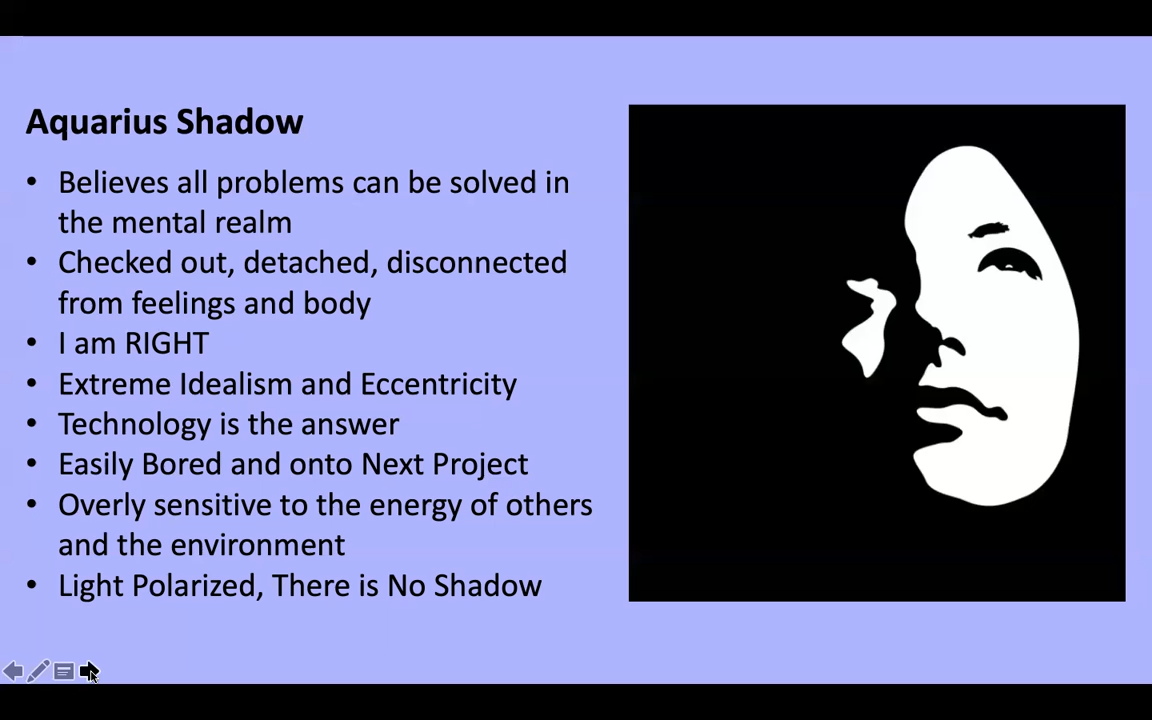 Aquarius Shadow
• Believes all problems can be solved in
the mental realm
• Checked out, detached, disconnected
from feelings and body
• I am RIGHT
• Extreme Idealism and Eccentricity
• Technology is the answer
• Easily Bored and onto Next Project
• Overly sensitive to the energy of others
and the environment
• Light Polarized, There is No Shadow